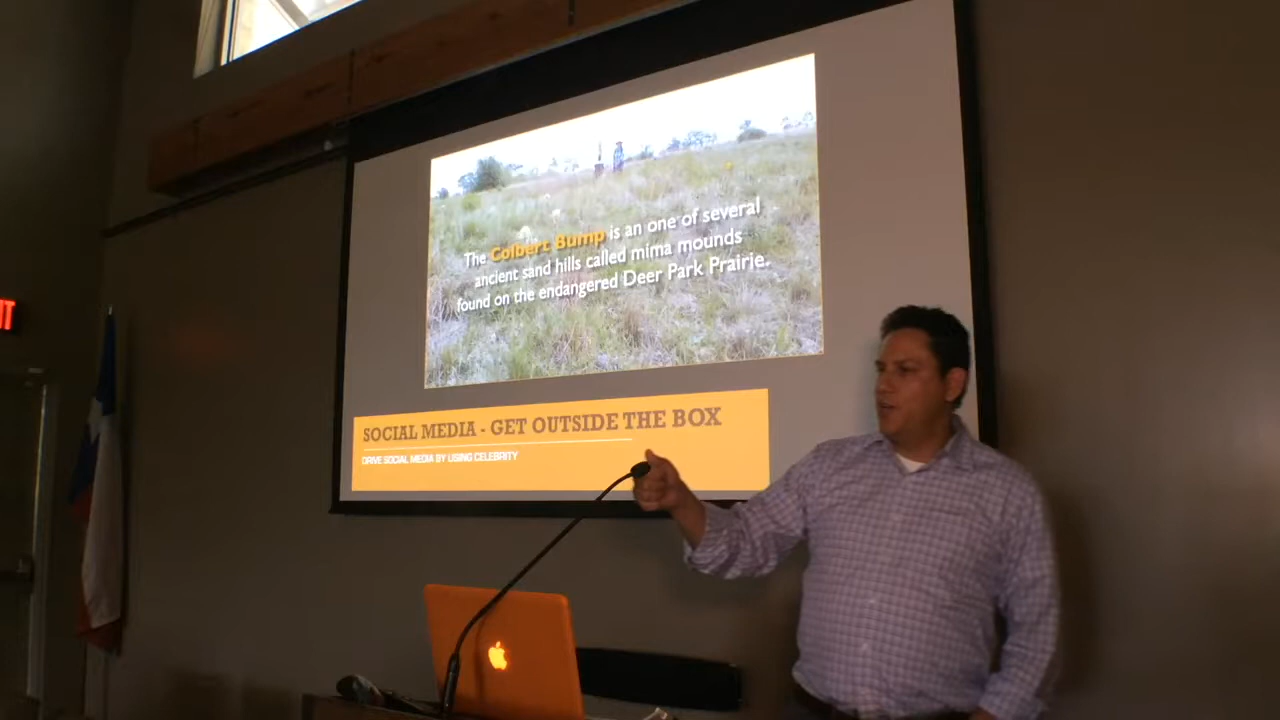 The Colbert Bump is an one of several
ancient sand hills called mima mounds
found on the endangered Deer Park Prairie.
SOCIAL MEDIA - GET OUTSIDE THE BOX
DRIVE SOCIAL MEDIA BY USING CELEBRITY